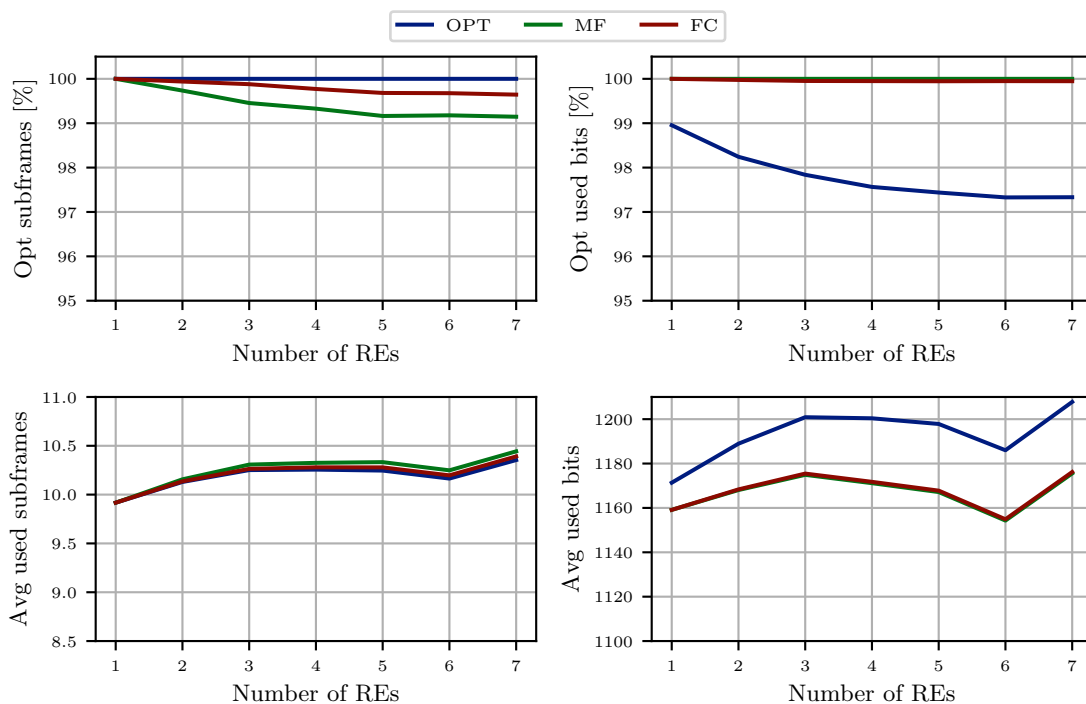 OPT MF FC
Opt subframes [%]
100
99
98
97
96
95
1 2 3 4 5 6 7
Number of REs
Opt used bits [%]
100
99
98
97
96
95
1 2 3 4 5 6 7
Number of REs
Avg used subframes
11.0
10.5
10.0
9.5
9.0
8.5
1 2 3 4 5 6 7
Number of REs
Avg used bits
1200
1180
1160
1140
1120
1100
1 2 3 4 5 6 7
Number of REs